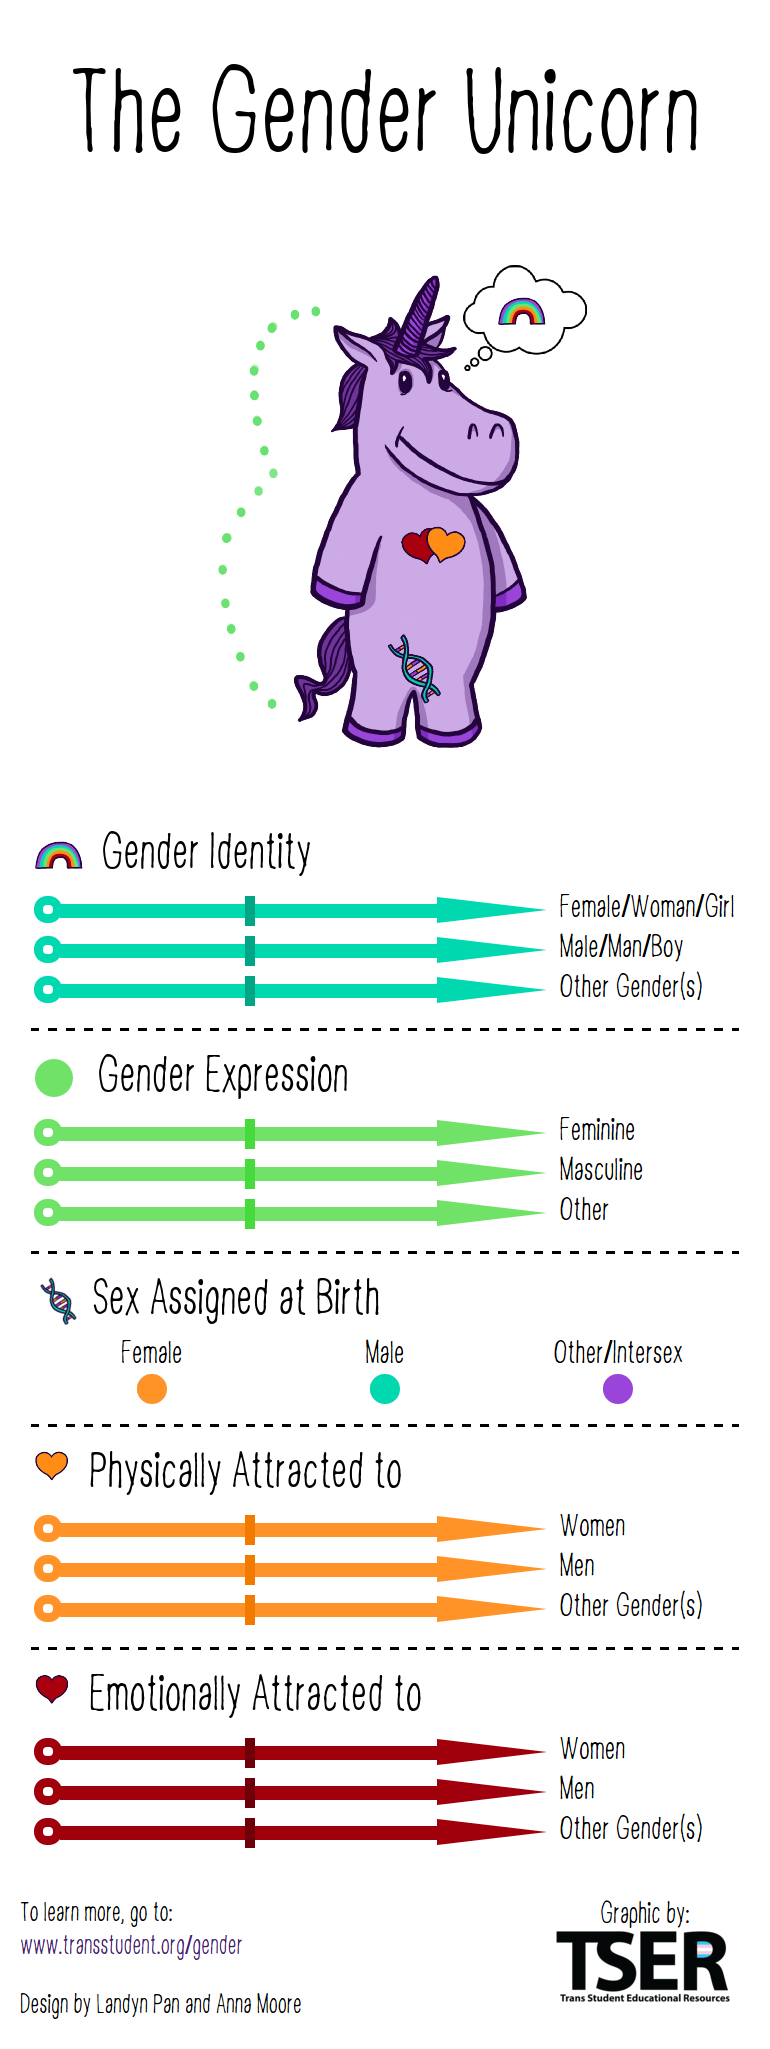 The Gender Unicorn
Gender Identity
Female/Woman/Girl
Male/Man/Boy
Other Gender(s)
Gender Expression
Feminine
Masculine
Other
Sex Assigned at Birth
Female Male Other/Intersex
Physically Attracted to
Women
Men
Other Gender(s)
Emotionally Attracted to
Women
Men
Other Gender(s)
To learn more, go to:
www.transstudent.org/gender
Design by Landyn Pan and Anna Moore
Graphic by:
TSER
Trans Student Educational Resources